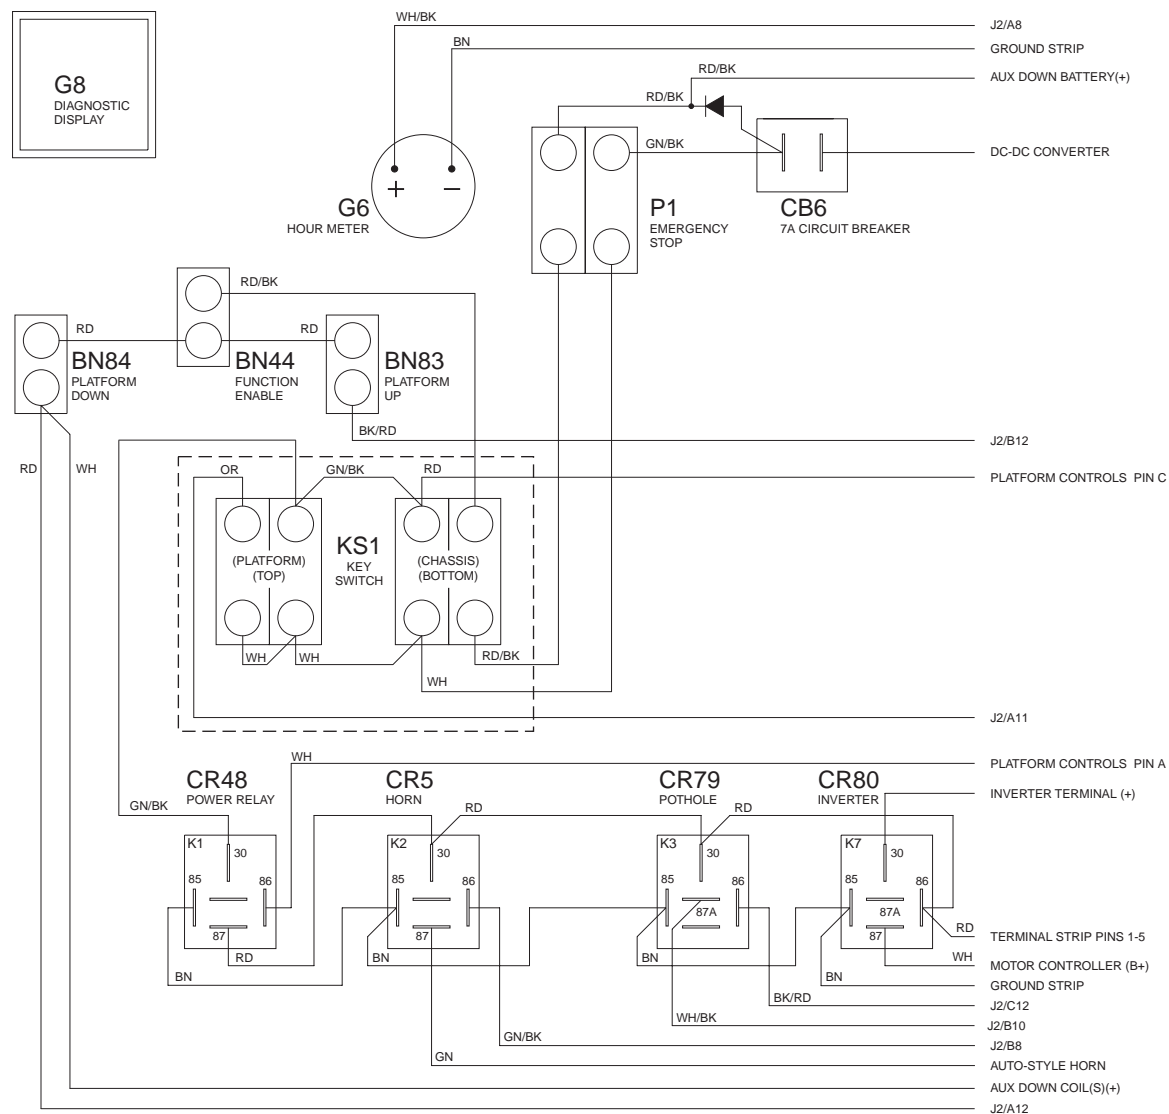 WH/BK
J2/A8
BN
GROUND STRIP
RD/BK
AUX DOWN BATTERY(+)
RD/BK
GN/BK
DC-DC CONVERTER
G8
DIAGNOSTIC
DISPLAY
+
−
G6
HOUR METER
P1
EMERGENCY
STOP
CB6
7A CIRCUIT BREAKER
RD/BK
RD
RD
BN84
PLATFORM
DOWN
BN44
FUNCTION
ENABLE
BN83
PLATFORM
UP
BK/RD
J2/B12
RD
WH
OR
GN/BK
RD
PLATFORM CONTROLS PIN C
(PLATFORM)
(TOP)
KS1
KEY
SWITCH
(CHASSIS)
(BOTTOM)
WH
WH
RD/BK
WH
J2/A11
WH
PLATFORM CONTROLS PIN A
CR48
POWER RELAY
CR5
HORN
CR79
POTHOLE
CR80
INVERTER
INVERTER TERMINAL (+)
GN/BK
RD
RD
K1
30
85
86
87
K2
30
85
86
87
K3
30
85
86
87A
K7
30
85
86
87A
87
RD
TERMINAL STRIP PINS 1-5
RD
BN
BN
WH
MOTOR CONTROLLER (B+)
BN
BN
GROUND STRIP
BK/RD
J2/C12
WH/BK
J2/B10
GN/BK
J2/B8
GN
AUTO-STYLE HORN
AUX DOWN COIL(S)(+)
J2/A12